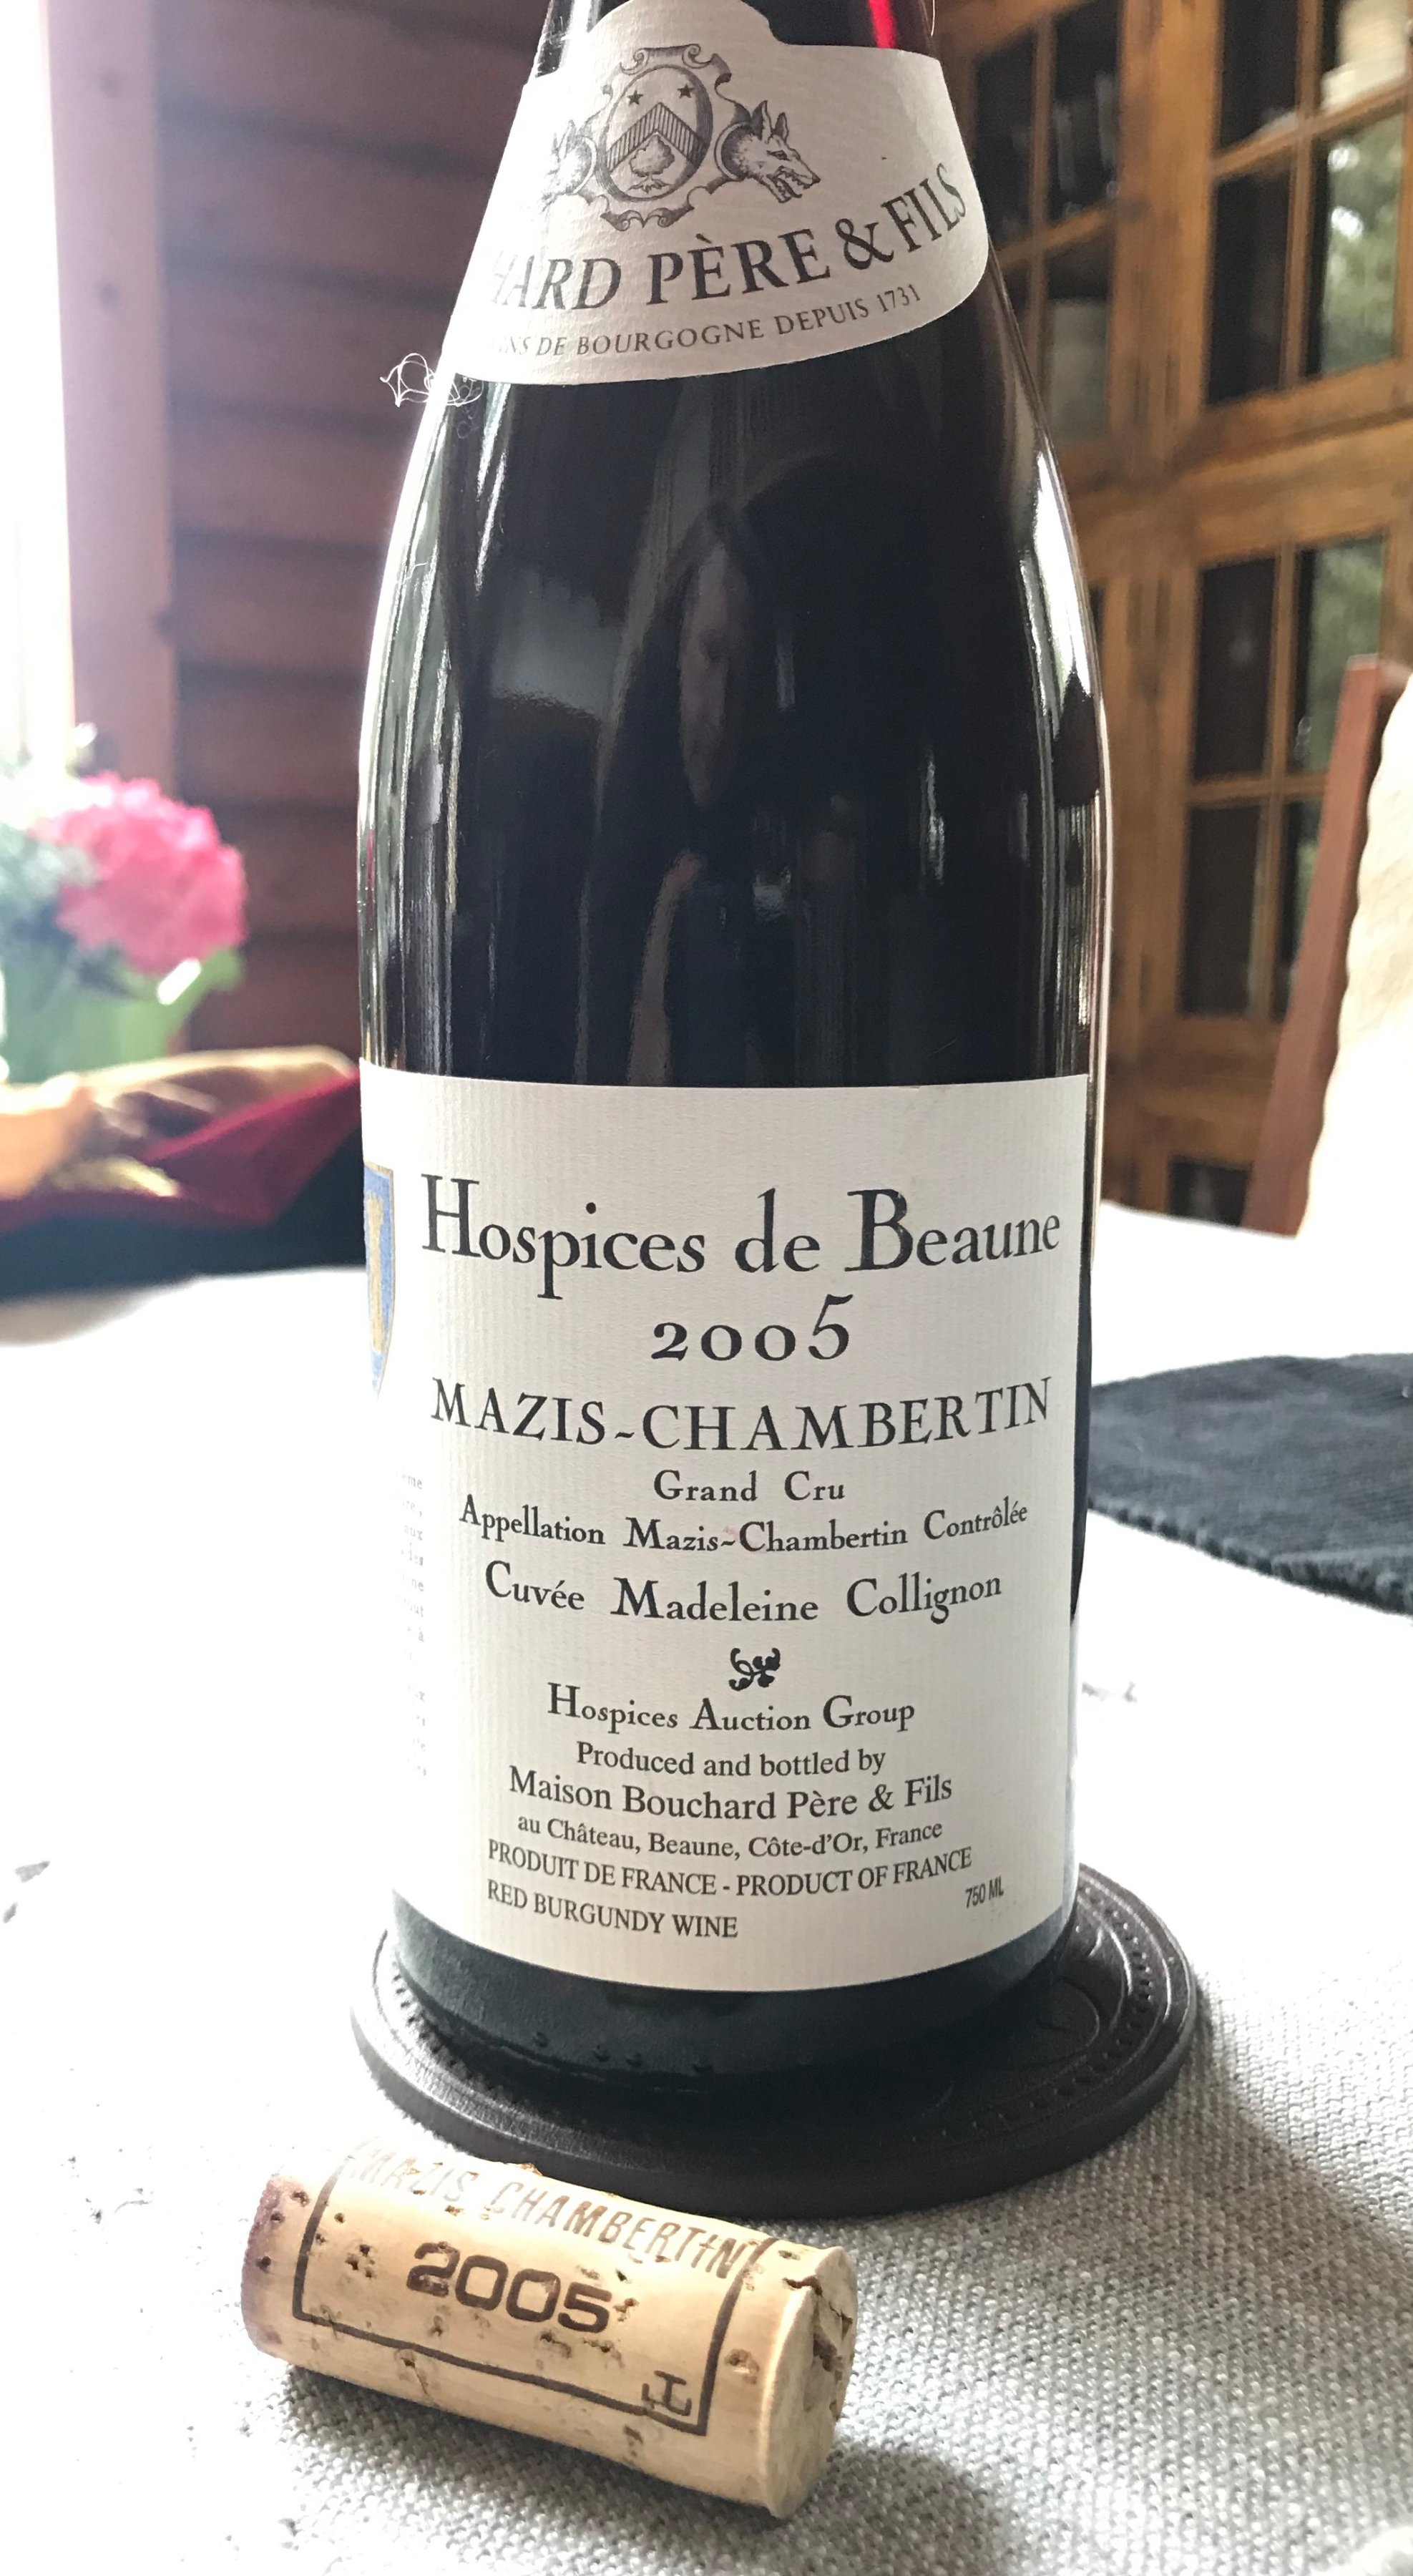 PÈRE & FILS
DE BOURGOGNE DEPUIS 1731
Hospices de Beaune
2005
MAZIS-CHAMBERTIN
Grand Cru
Appellation Mazis-Chambertin Contrôlée
Cuvée Madeleine Collignon
Hospices Auction Group
Produced and bottled by
Maison Bouchard Père & Fils
au Château, Beaune, Côte-d'Or, France
PRODUIT DE FRANCE - PRODUCT OF FRANCE
RED BURGUNDY WINE
750 ML
MAZIS CHAMBERTIN
2005